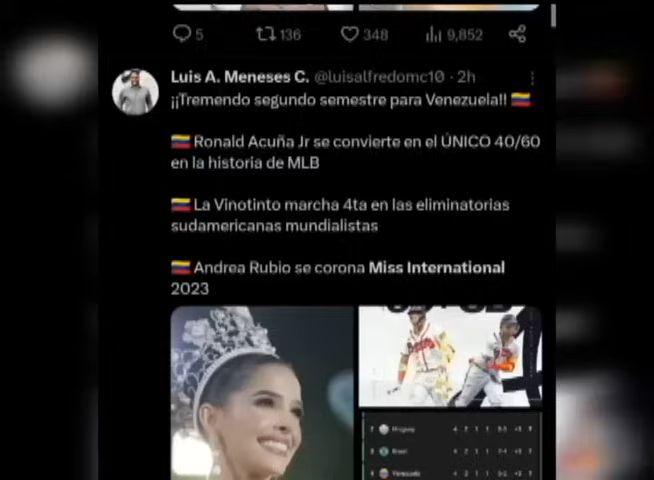 5 136 348 9,852
Luis A. Meneses C. @luisalfredomc10 · 2h
¡¡Tremendo segundo semestre para Venezuela!! 🇻🇪
🇻🇪 Ronald Acuña Jr se convierte en el ÚNICO 40/60
en la historia de MLB
🇻🇪 La Vinotinto marcha 4ta en las eliminatorias
sudamericanas mundialistas
🇻🇪 Andrea Rubio se corona Miss International
2023
Braves
Uruguay
Brasil
Venezuela